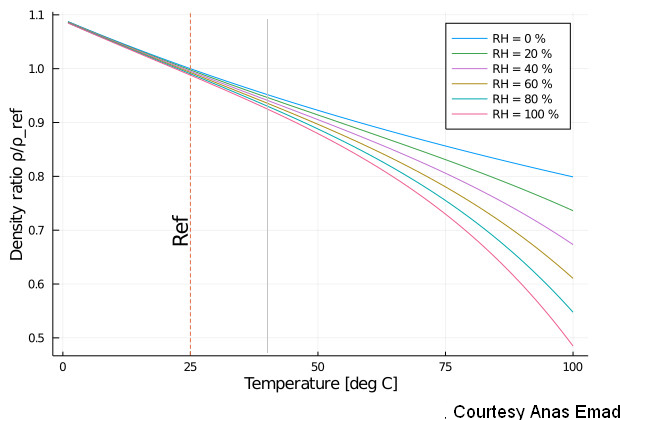 1.1
1.0
0.9
0.8
0.7
0.6
0.5
Density ratio ρ/ρ_ref
RH = 0 %
RH = 20 %
RH = 40 %
RH = 60 %
RH = 80 %
RH = 100 %
Ref
0 25 50 75 100
Temperature [deg C]
. Courtesy Anas Emad